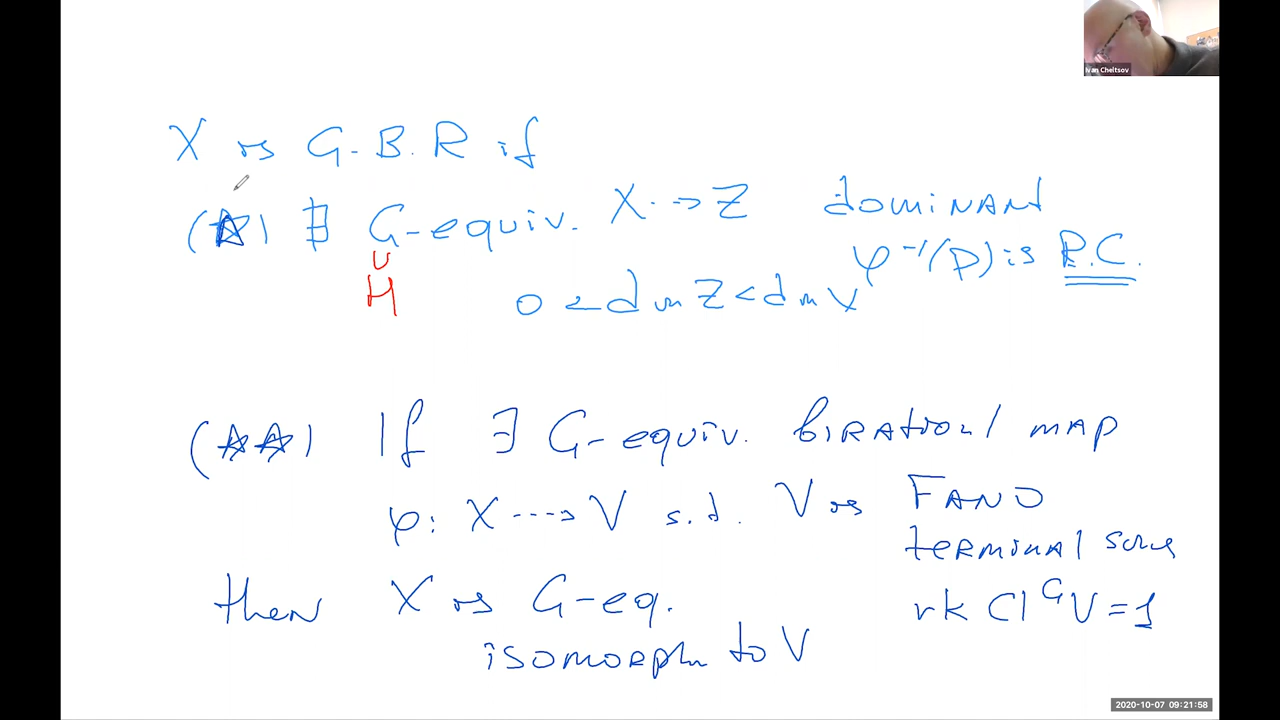 Ivan Cheltsov
X is G-B.R if
(☆) ∄ G-equiv. X ⇢ Z dominant
∪
H
φ⁻¹(P) is R.C.
0 < dim Z < dim X
(☆☆) If ∃ G-equiv. birational map
φ: X ⇢ V s.t. V is FANO
terminal sing
then X is G-eq. rk Cl^G V = 1
isomorphic to V
2020-10-07 09:21:58